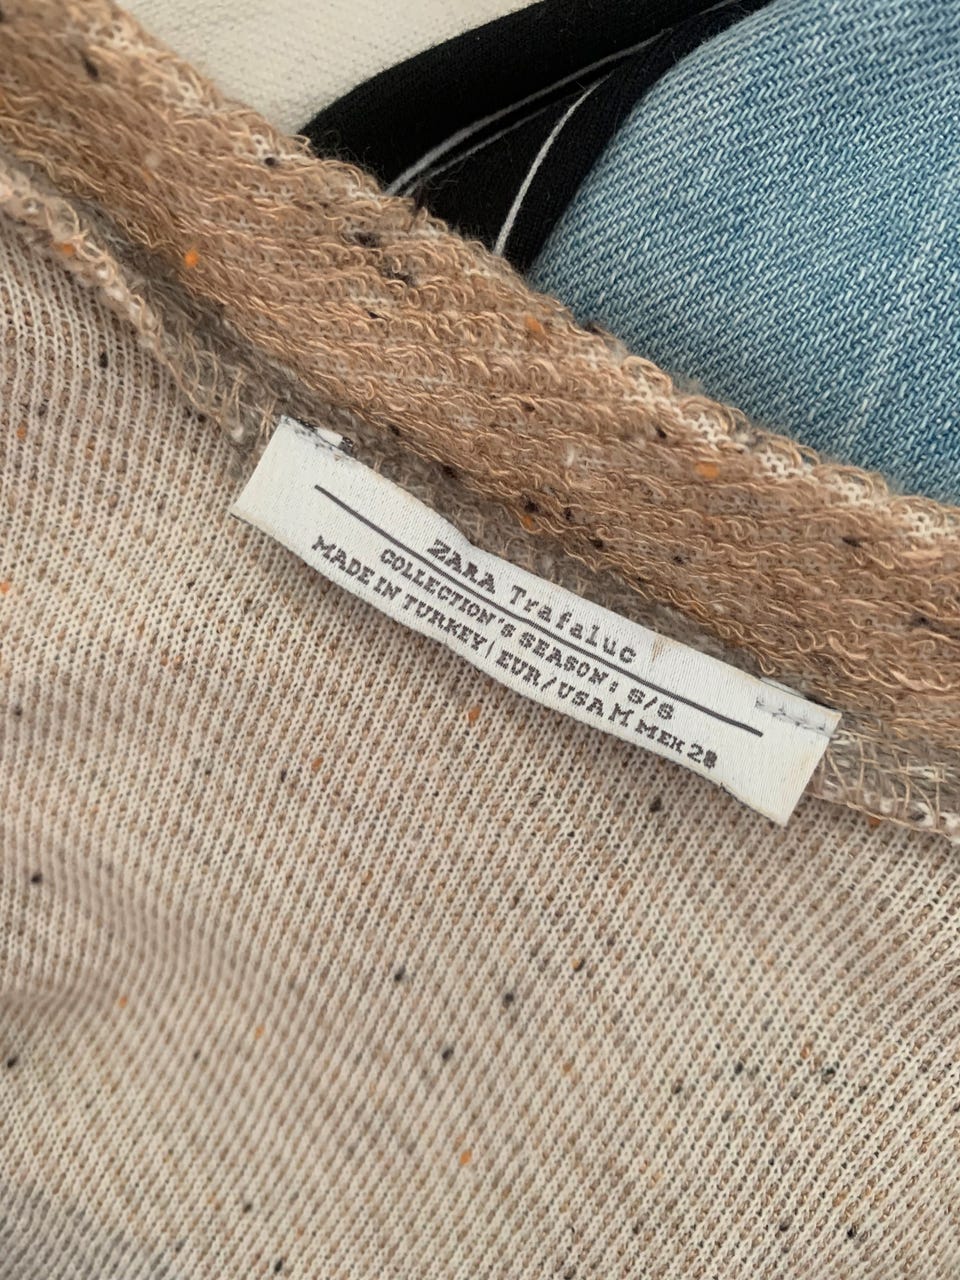 ZARA Trafaluc
COLLECTION'S SEASON: S/S
MADE IN TURKEY | EUR/USA M MEX 28